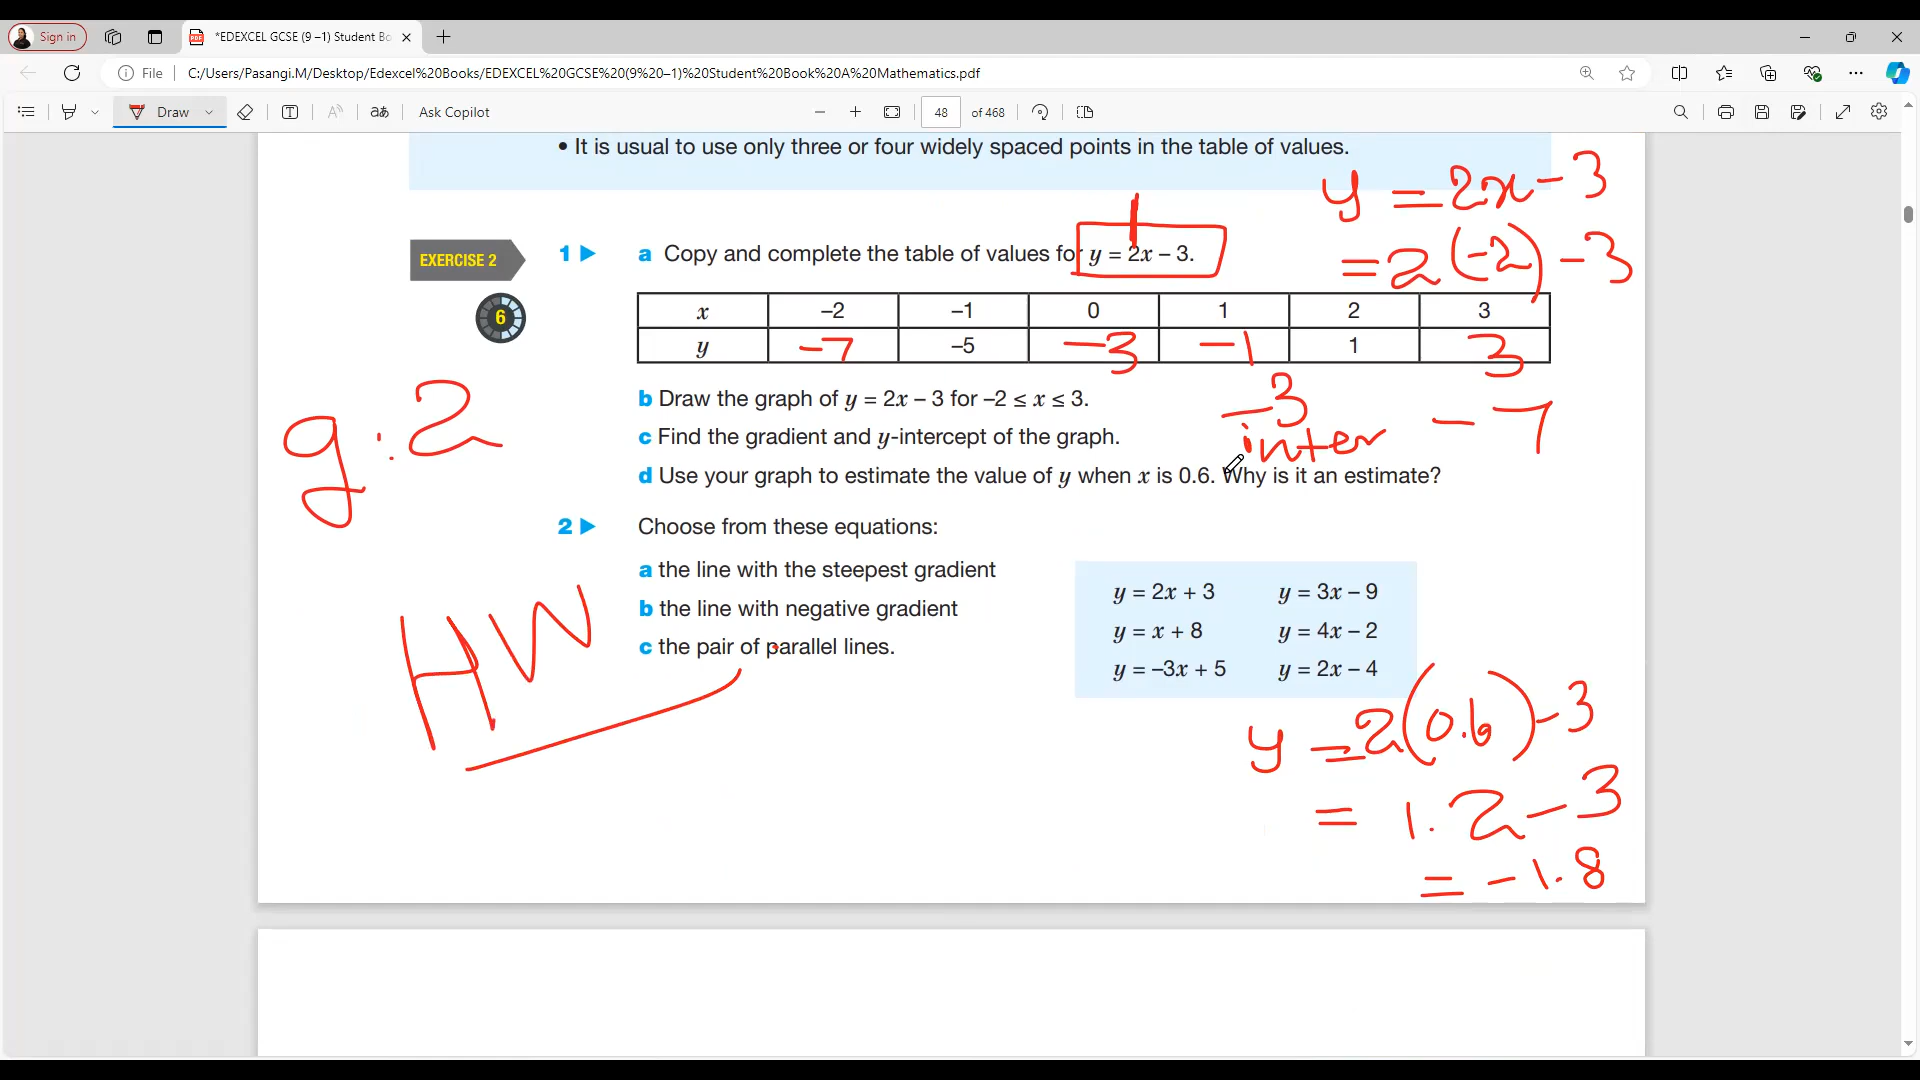 Sign in
*EDEXCEL GCSE (9 –1) Student Bo
File
C:/Users/Pasangi.M/Desktop/Edexcel%20Books/EDEXCEL%20GCSE%20(9%20–1)%20Student%20Book%20A%20Mathematics.pdf
Draw
Ask Copilot
48 of 468
• It is usual to use only three or four widely spaced points in the table of values.
y = 2x – 3
= 2(-2) – 3
EXERCISE 2
1 a Copy and complete the table of values for y = 2x – 3.
6
x –2 –1 0 1 2 3
y –7 –5 –3 –1 1 3
b Draw the graph of y = 2x – 3 for –2 ≤ x ≤ 3.
–3
–7
g : 2
c Find the gradient and y-intercept of the graph.
inter
d Use your graph to estimate the value of y when x is 0.6. Why is it an estimate?
2 Choose from these equations:
a the line with the steepest gradient
b the line with negative gradient
c the pair of parallel lines.
HW
y = 2x + 3 y = 3x – 9
y = x + 8 y = 4x – 2
y = –3x + 5 y = 2x – 4
y = 2(0.6) – 3
= 1.2 – 3
= –1.8